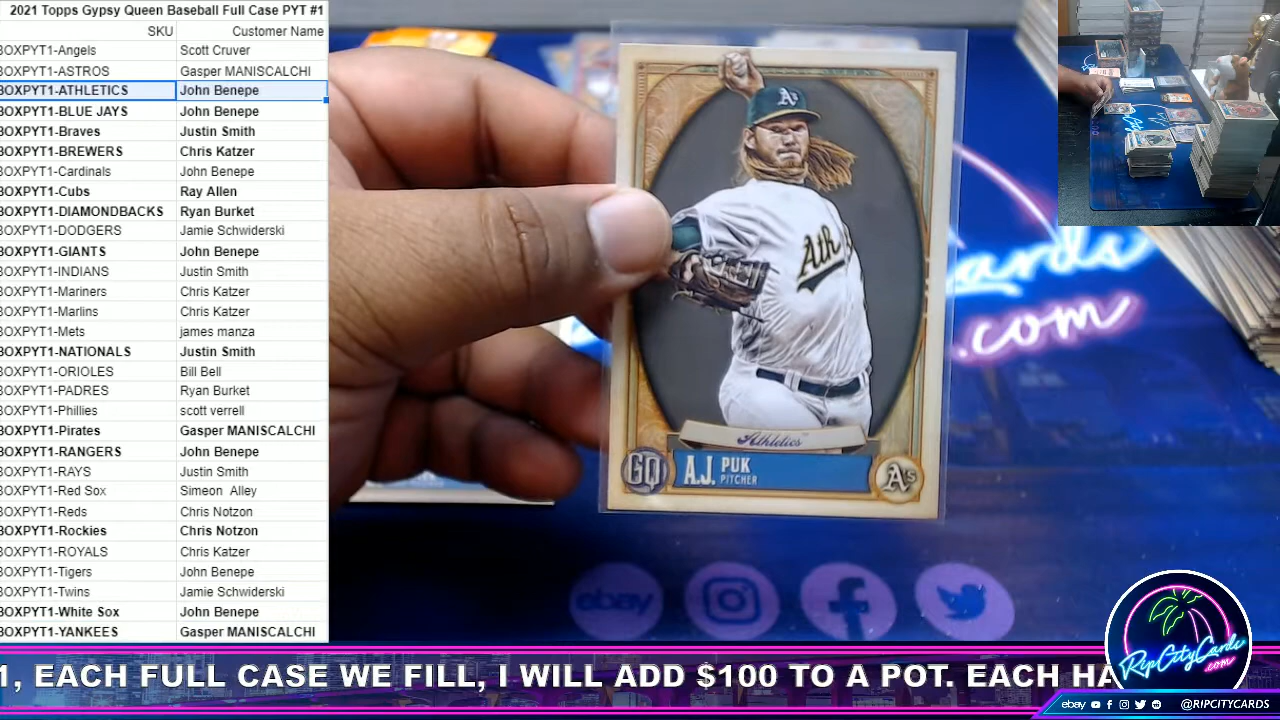 2021 Topps Gypsy Queen Baseball Full Case PYT #1
SKU Customer Name
BOXPYT1-Angels Scott Cruver
BOXPYT1-ASTROS Gasper MANISCALCHI
BOXPYT1-ATHLETICS John Benepe
BOXPYT1-BLUE JAYS John Benepe
BOXPYT1-Braves Justin Smith
BOXPYT1-BREWERS Chris Katzer
BOXPYT1-Cardinals John Benepe
BOXPYT1-Cubs Ray Allen
BOXPYT1-DIAMONDBACKS Ryan Burket
BOXPYT1-DODGERS Jamie Schwiderski
BOXPYT1-GIANTS John Benepe
BOXPYT1-INDIANS Justin Smith
BOXPYT1-Mariners Chris Katzer
BOXPYT1-Marlins Chris Katzer
BOXPYT1-Mets james manza
BOXPYT1-NATIONALS Justin Smith
BOXPYT1-ORIOLES Bill Bell
BOXPYT1-PADRES Ryan Burket
BOXPYT1-Phillies scott verrell
BOXPYT1-Pirates Gasper MANISCALCHI
BOXPYT1-RANGERS John Benepe
BOXPYT1-RAYS Justin Smith
BOXPYT1-Red Sox Simeon Alley
BOXPYT1-Reds Chris Notzon
BOXPYT1-Rockies Chris Notzon
BOXPYT1-ROYALS Chris Katzer
BOXPYT1-Tigers John Benepe
BOXPYT1-Twins Jamie Schwiderski
BOXPYT1-White Sox John Benepe
BOXPYT1-YANKEES Gasper MANISCALCHI
A's
Ath
Athletics
GQ
A.J. PUK
PITCHER
A's
ards
.com
ebay
1, EACH FULL CASE WE FILL, I WILL ADD $100 TO A POT. EACH HA
RipCityCards
.com
ebay @RIPCITYCARDS